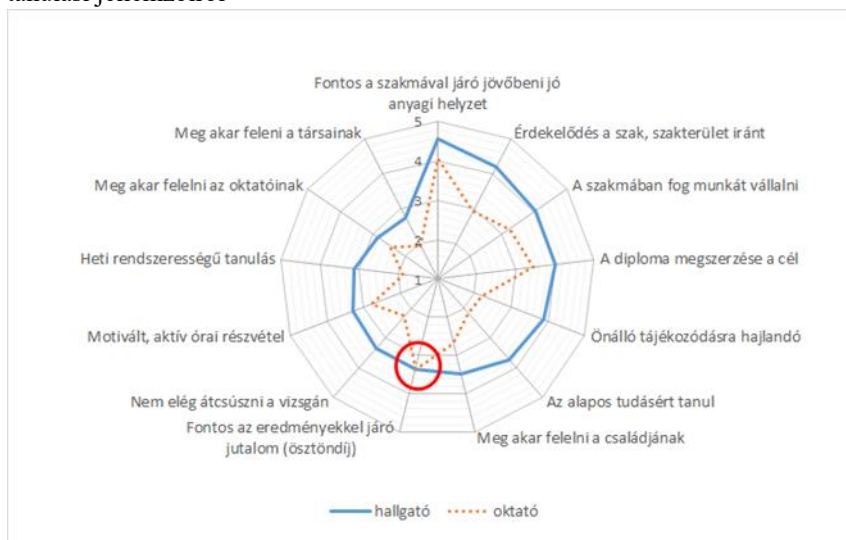 Fontos a szakmával járó jövőbeni jó
anyagi helyzet
Meg akar feleni a társainak
Érdekelődés a szak, szakterület iránt
Meg akar felelni az oktatóinak
A szakmában fog munkát vállalni
Heti rendszerességű tanulás
A diploma megszerzése a cél
Motivált, aktív órai részvétel
Önálló tájékozódásra hajlandó
Nem elég átcsúszni a vizsgán
Az alapos tudásért tanul
Fontos az eredményekkel járó
jutalom (ösztöndíj)
Meg akar felelni a családjának
5
4
3
2
1
hallgató
oktató